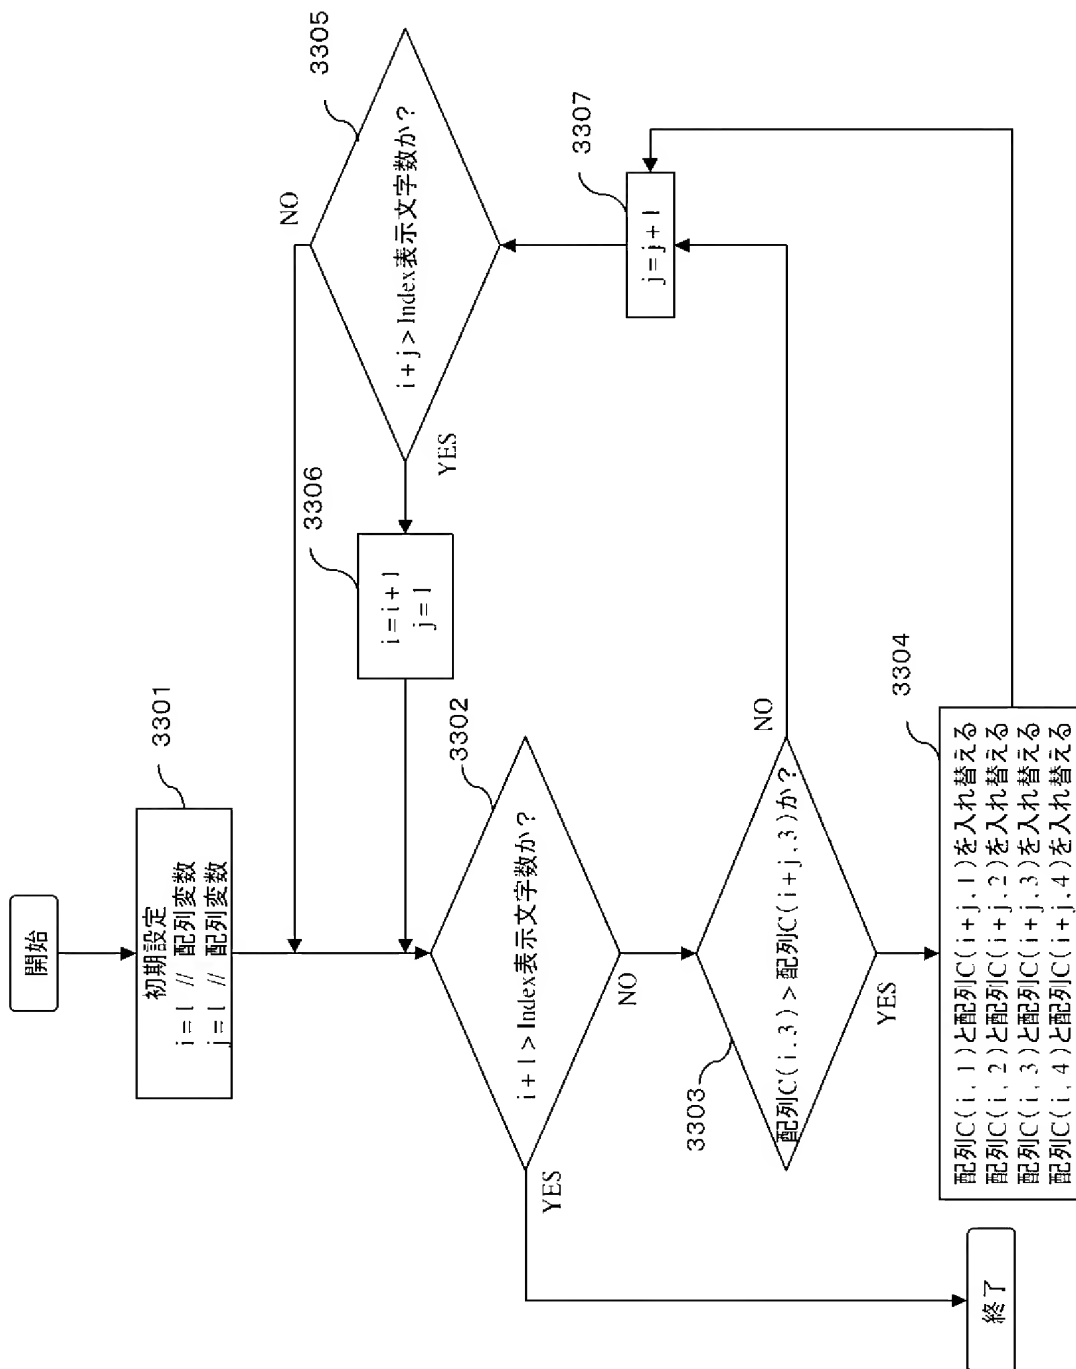 開始
3301
初期設定
i=1 // 配列変数
j=1 // 配列変数
3302
i+1>Index表示文字数か?
YES
NO
3303
配列C(i,3)>配列C(i+j,3)か?
NO
YES
3304
配列C(i,1)と配列C(i+j,1)を入れ替える
配列C(i,2)と配列C(i+j,2)を入れ替える
配列C(i,3)と配列C(i+j,3)を入れ替える
配列C(i,4)と配列C(i+j,4)を入れ替える
3305
i+j>Index表示文字数か?
NO
YES
3306
i=i+1
j=1
3307
j=j+1
終了